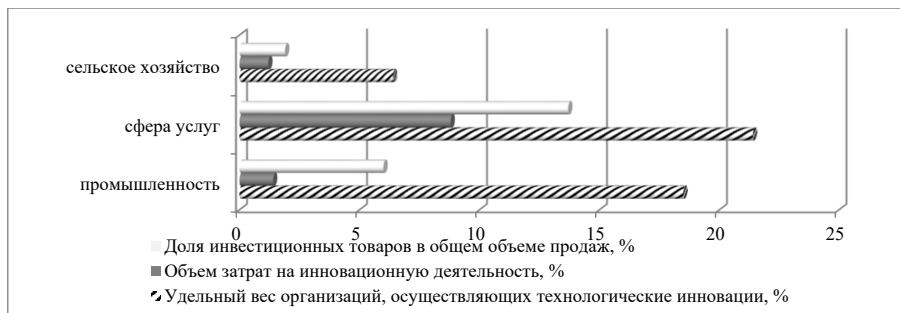 сельское хозяйство
сфера услуг
промышленность
0 5 10 15 20 25
Доля инвестиционных товаров в общем объеме продаж, %
Объем затрат на инновационную деятельность, %
Удельный вес организаций, осуществляющих технологические инновации, %